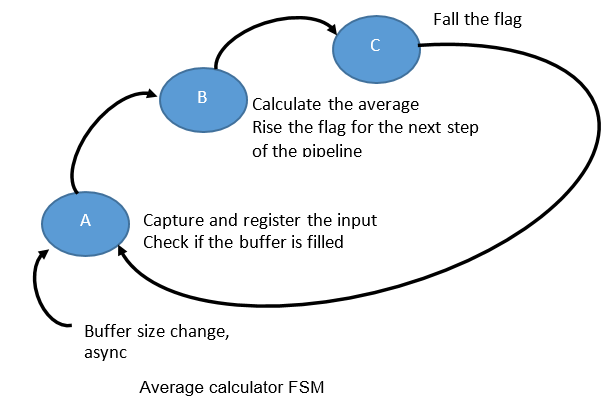 Fall the flag
C
B
Calculate the average
Rise the flag for the next step
of the pipeline
A
Capture and register the input
Check if the buffer is filled
Buffer size change,
async
Average calculator FSM